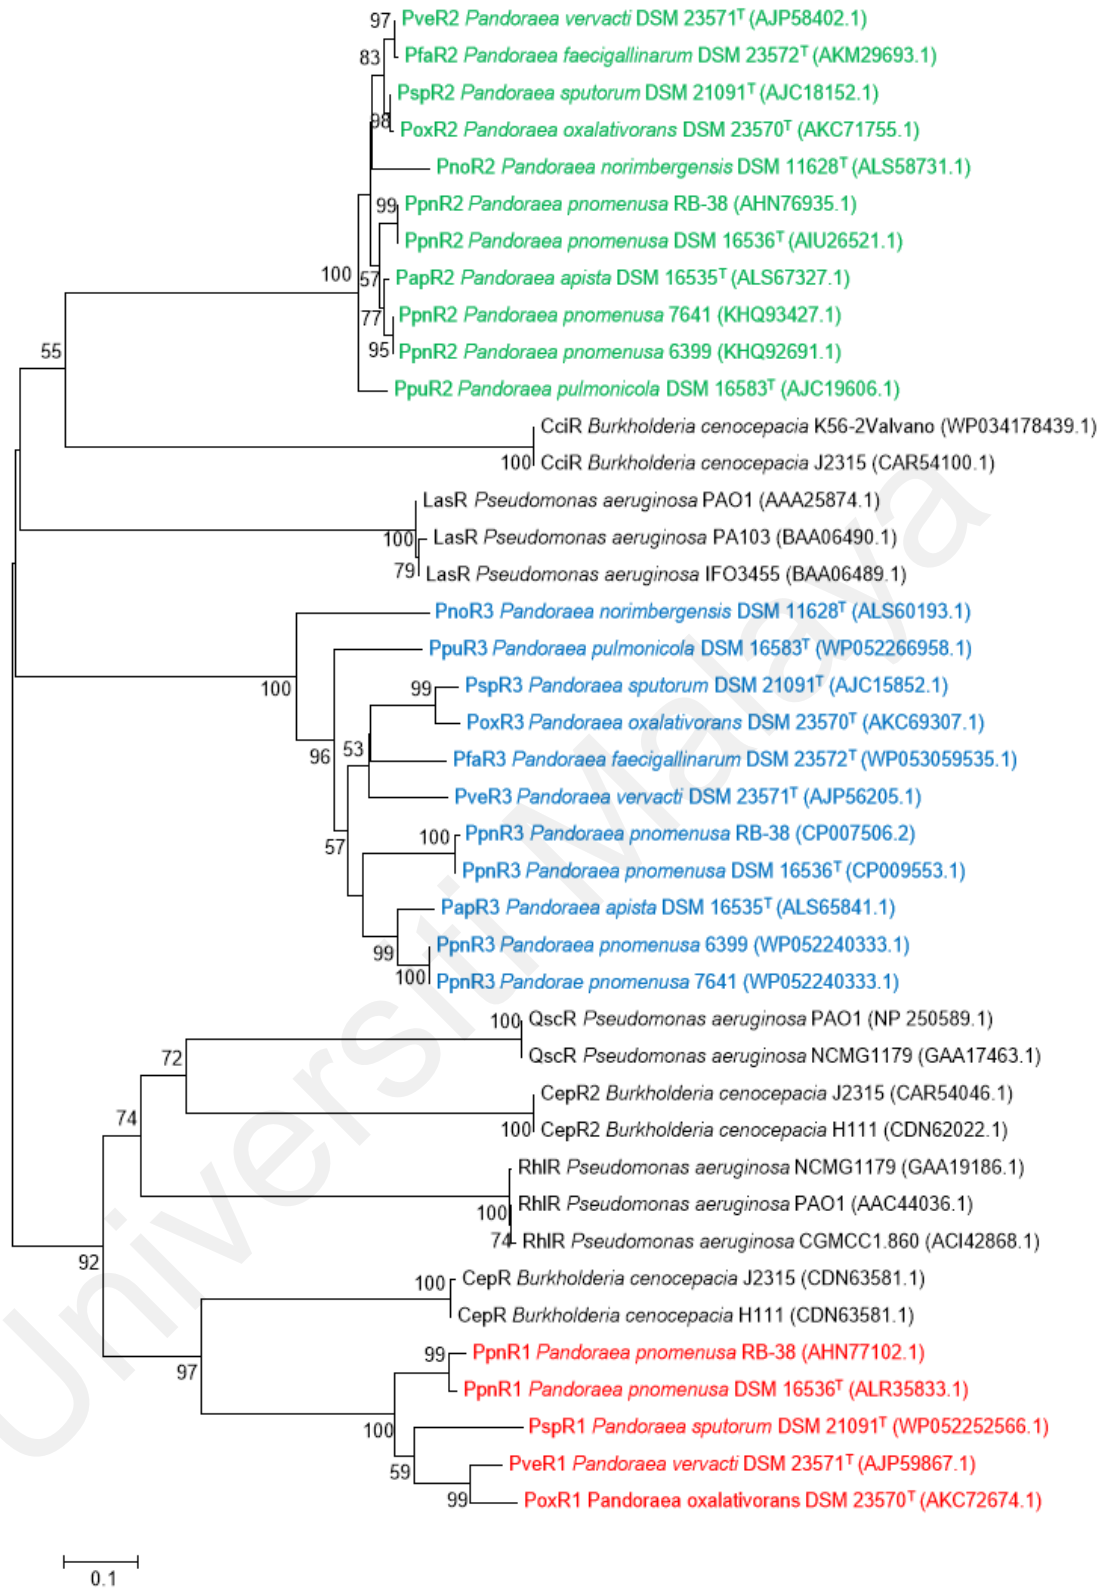 97 PveR2 Pandoraea vervacti DSM 23571ᵀ (AJP58402.1)
83 PfaR2 Pandoraea faecigallinarum DSM 23572ᵀ (AKM29693.1)
PspR2 Pandoraea sputorum DSM 21091ᵀ (AJC18152.1)
98 PoxR2 Pandoraea oxalativorans DSM 23570ᵀ (AKC71755.1)
PnoR2 Pandoraea norimbergensis DSM 11628ᵀ (ALS58731.1)
99 PpnR2 Pandoraea pnomenusa RB-38 (AHN76935.1)
PpnR2 Pandoraea pnomenusa DSM 16536ᵀ (AIU26521.1)
100 57 PapR2 Pandoraea apista DSM 16535ᵀ (ALS67327.1)
77 PpnR2 Pandoraea pnomenusa 7641 (KHQ93427.1)
55 95 PpnR2 Pandoraea pnomenusa 6399 (KHQ92691.1)
PpuR2 Pandoraea pulmonicola DSM 16583ᵀ (AJC19606.1)
CciR Burkholderia cenocepacia K56-2Valvano (WP034178439.1)
100 CciR Burkholderia cenocepacia J2315 (CAR54100.1)
LasR Pseudomonas aeruginosa PAO1 (AAA25874.1)
100 LasR Pseudomonas aeruginosa PA103 (BAA06490.1)
79 LasR Pseudomonas aeruginosa IFO3455 (BAA06489.1)
PnoR3 Pandoraea norimbergensis DSM 11628ᵀ (ALS60193.1)
PpuR3 Pandoraea pulmonicola DSM 16583ᵀ (WP052266958.1)
100 99 PspR3 Pandoraea sputorum DSM 21091ᵀ (AJC15852.1)
PoxR3 Pandoraea oxalativorans DSM 23570ᵀ (AKC69307.1)
96 53 PfaR3 Pandoraea faecigallinarum DSM 23572ᵀ (WP053059535.1)
PveR3 Pandoraea vervacti DSM 23571ᵀ (AJP56205.1)
57 100 PpnR3 Pandoraea pnomenusa RB-38 (CP007506.2)
PpnR3 Pandoraea pnomenusa DSM 16536ᵀ (CP009553.1)
PapR3 Pandoraea apista DSM 16535ᵀ (ALS65841.1)
99 PpnR3 Pandoraea pnomenusa 6399 (WP052240333.1)
100 PpnR3 Pandorae pnomenusa 7641 (WP052240333.1)
100 QscR Pseudomonas aeruginosa PAO1 (NP 250589.1)
72 QscR Pseudomonas aeruginosa NCMG1179 (GAA17463.1)
CepR2 Burkholderia cenocepacia J2315 (CAR54046.1)
74 100 CepR2 Burkholderia cenocepacia H111 (CDN62022.1)
RhlR Pseudomonas aeruginosa NCMG1179 (GAA19186.1)
100 RhlR Pseudomonas aeruginosa PAO1 (AAC44036.1)
74 RhlR Pseudomonas aeruginosa CGMCC1.860 (ACI42868.1)
92 100 CepR Burkholderia cenocepacia J2315 (CDN63581.1)
CepR Burkholderia cenocepacia H111 (CDN63581.1)
97 99 PpnR1 Pandoraea pnomenusa RB-38 (AHN77102.1)
PpnR1 Pandoraea pnomenusa DSM 16536ᵀ (ALR35833.1)
100 PspR1 Pandoraea sputorum DSM 21091ᵀ (WP052252566.1)
59 PveR1 Pandoraea vervacti DSM 23571ᵀ (AJP59867.1)
99 PoxR1 Pandoraea oxalativorans DSM 23570ᵀ (AKC72674.1)
0.1
Universiti Malaya